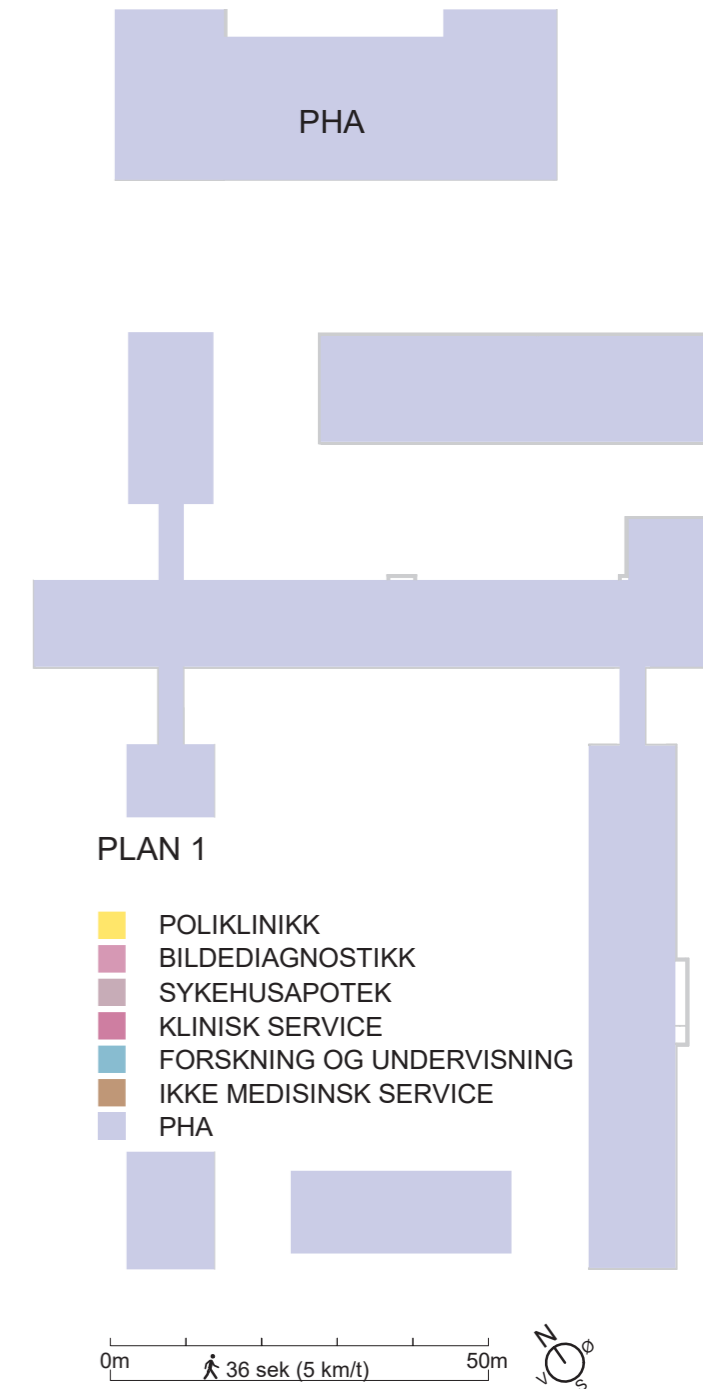 PHA
PLAN 1
POLIKLINIKK
BILDEDIAGNOSTIKK
SYKEHUSAPOTEK
KLINISK SERVICE
FORSKNING OG UNDERVISNING
IKKE MEDISINSK SERVICE
PHA
0m 36 sek (5 km/t) 50m
N
Ø
V
S